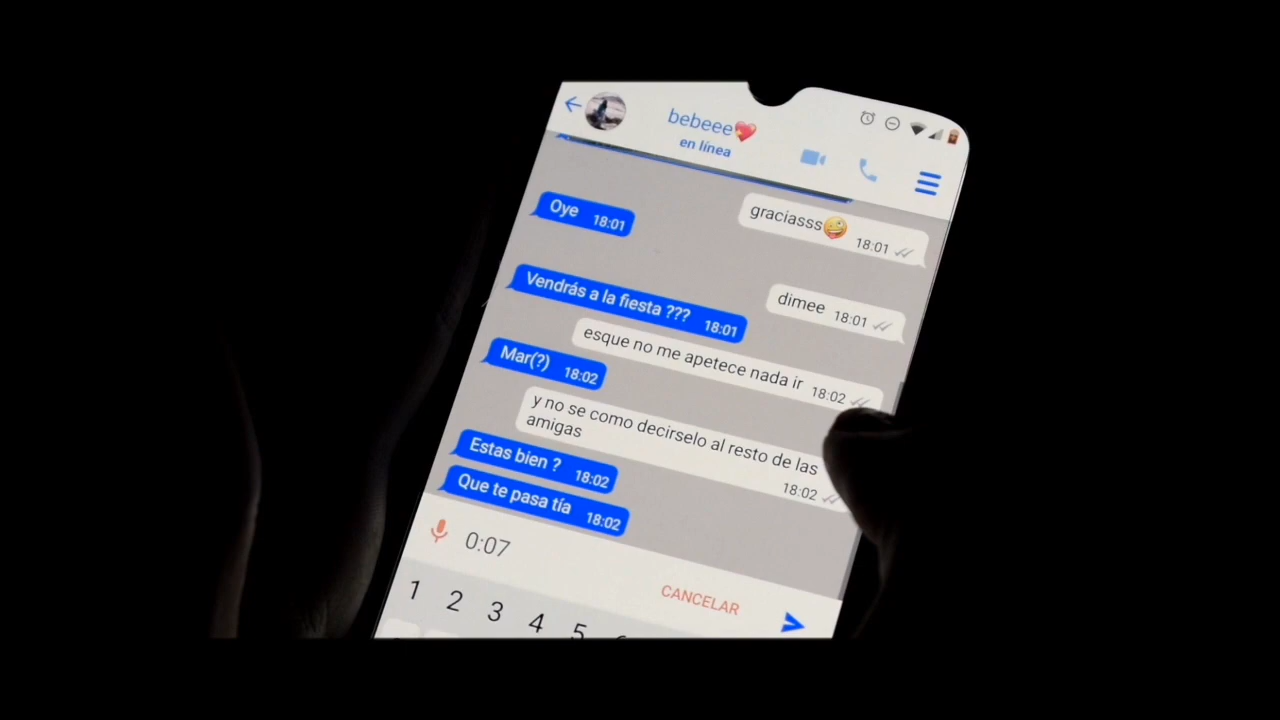 bebeee💖
en línea
graciasss🤪 18:01
Oye 18:01
dimee 18:01
Vendrás a la fiesta ??? 18:01
esque no me apetece nada ir 18:02
Mar(?) 18:02
y no se como decirselo al resto de las
amigas 18:02
Estas bien ? 18:02
Que te pasa tía 18:02
0:07 CANCELAR
1 2 3 4 5